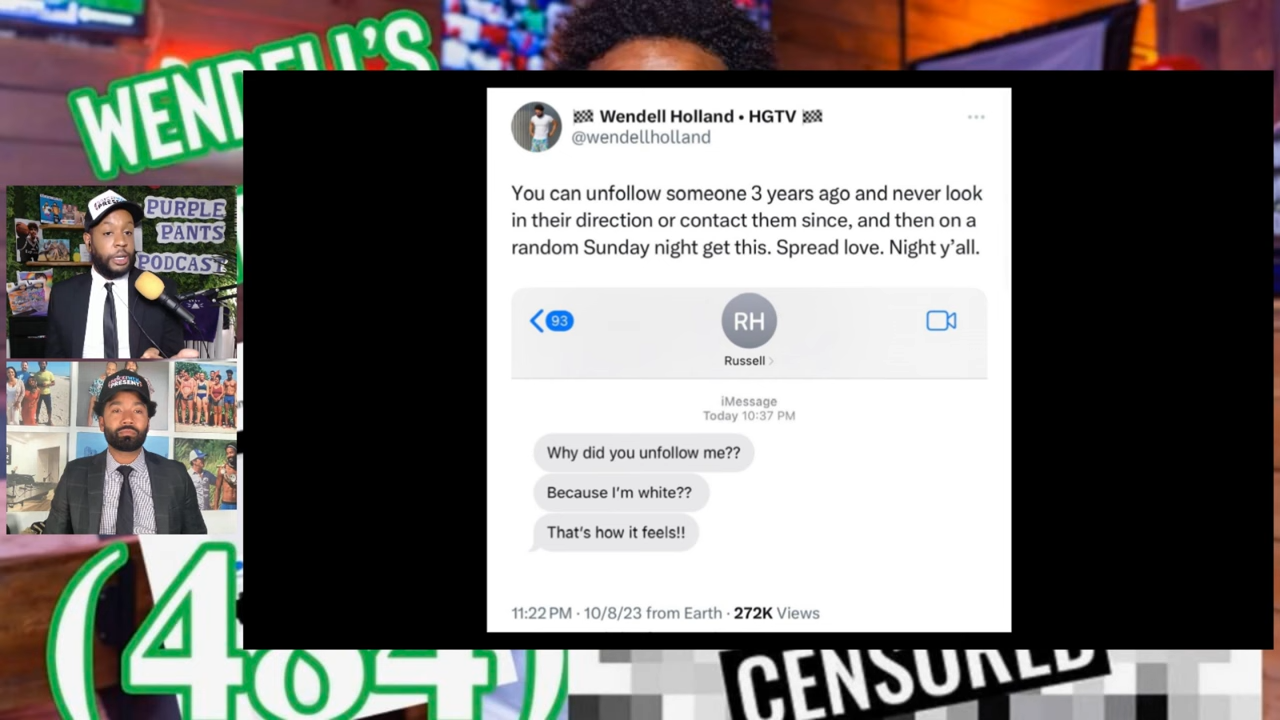 WENDELL'S
PURPLE
PANTS
PODCAST
PRESENT
🏁 Wendell Holland • HGTV 🏁
@wendellholland
You can unfollow someone 3 years ago and never look
in their direction or contact them since, and then on a
random Sunday night get this. Spread love. Night y'all.
93
RH
Russell
iMessage
Today 10:37 PM
Why did you unfollow me??
Because I'm white??
That's how it feels!!
11:22 PM · 10/8/23 from Earth · 272K Views
(484)
CENSORED